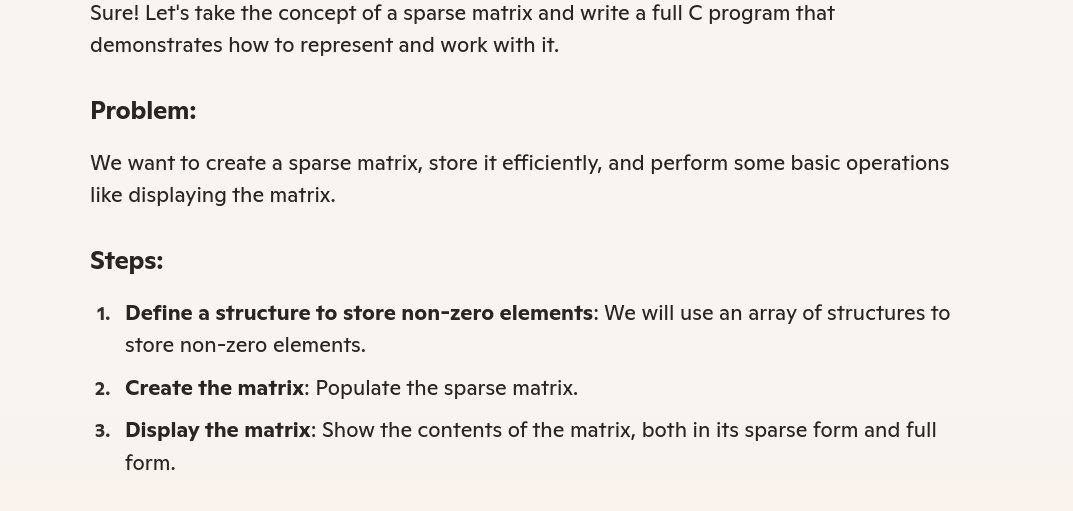 Sure! Let's take the concept of a sparse matrix and write a full C program that
demonstrates how to represent and work with it.
Problem:
We want to create a sparse matrix, store it efficiently, and perform some basic operations
like displaying the matrix.
Steps:
1. Define a structure to store non-zero elements: We will use an array of structures to
store non-zero elements.
2. Create the matrix: Populate the sparse matrix.
3. Display the matrix: Show the contents of the matrix, both in its sparse form and full
form.